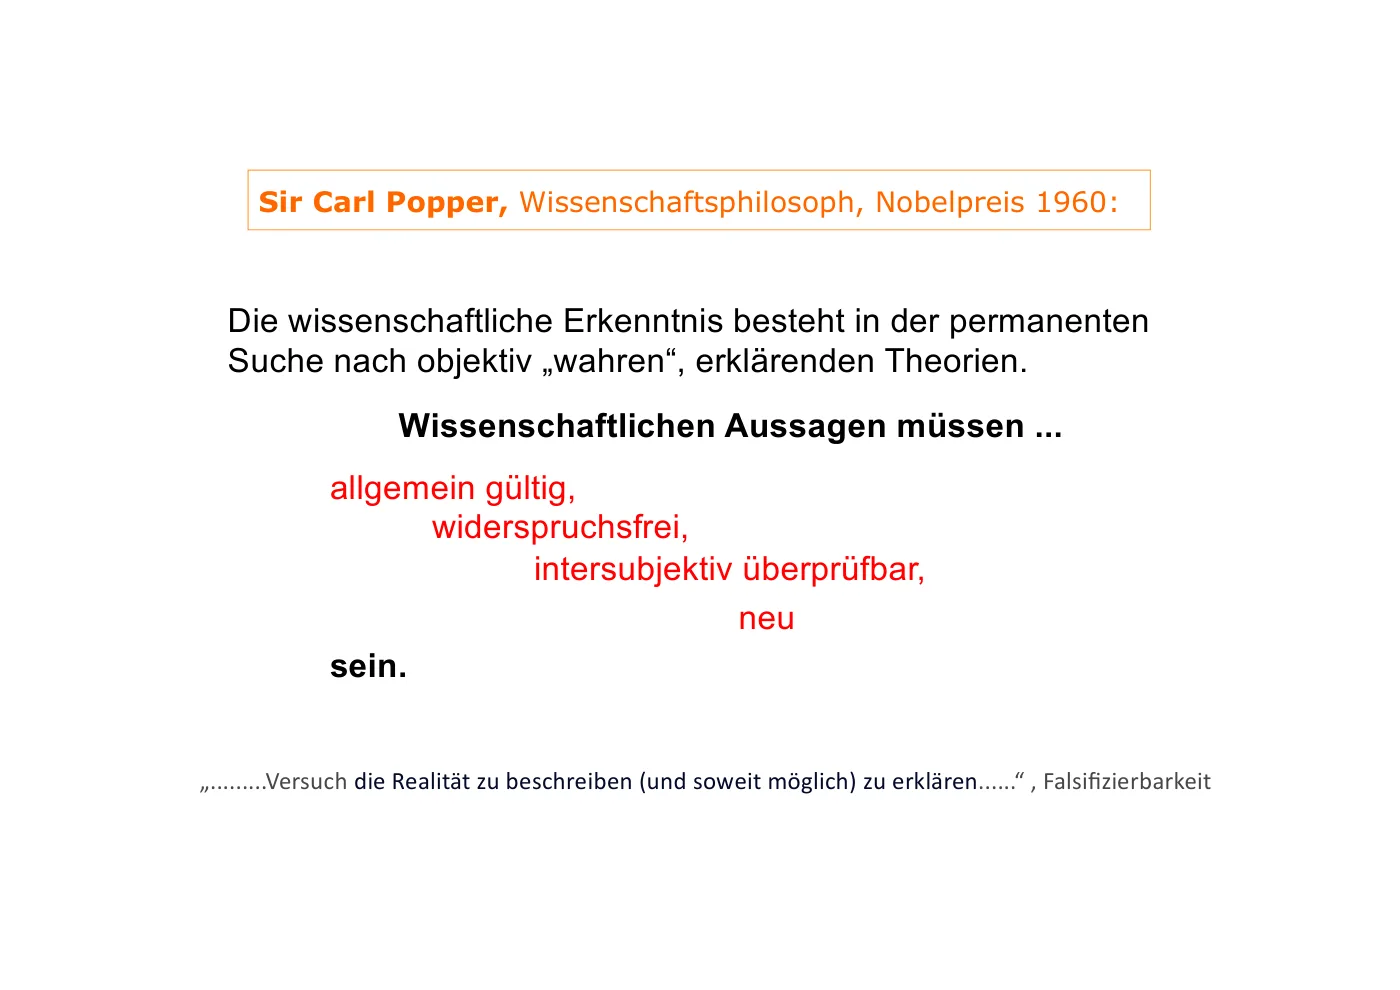 Sir Carl Popper, Wissenschaftsphilosoph, Nobelpreis 1960:
Die wissenschaftliche Erkenntnis besteht in der permanenten
Suche nach objektiv „wahren“, erklärenden Theorien.
Wissenschaftlichen Aussagen müssen ...
allgemein gültig,
widerspruchsfrei,
intersubjektiv überprüfbar,
neu
sein.
„.........Versuch die Realität zu beschreiben (und soweit möglich) zu erklären......“ , Falsifizierbarkeit